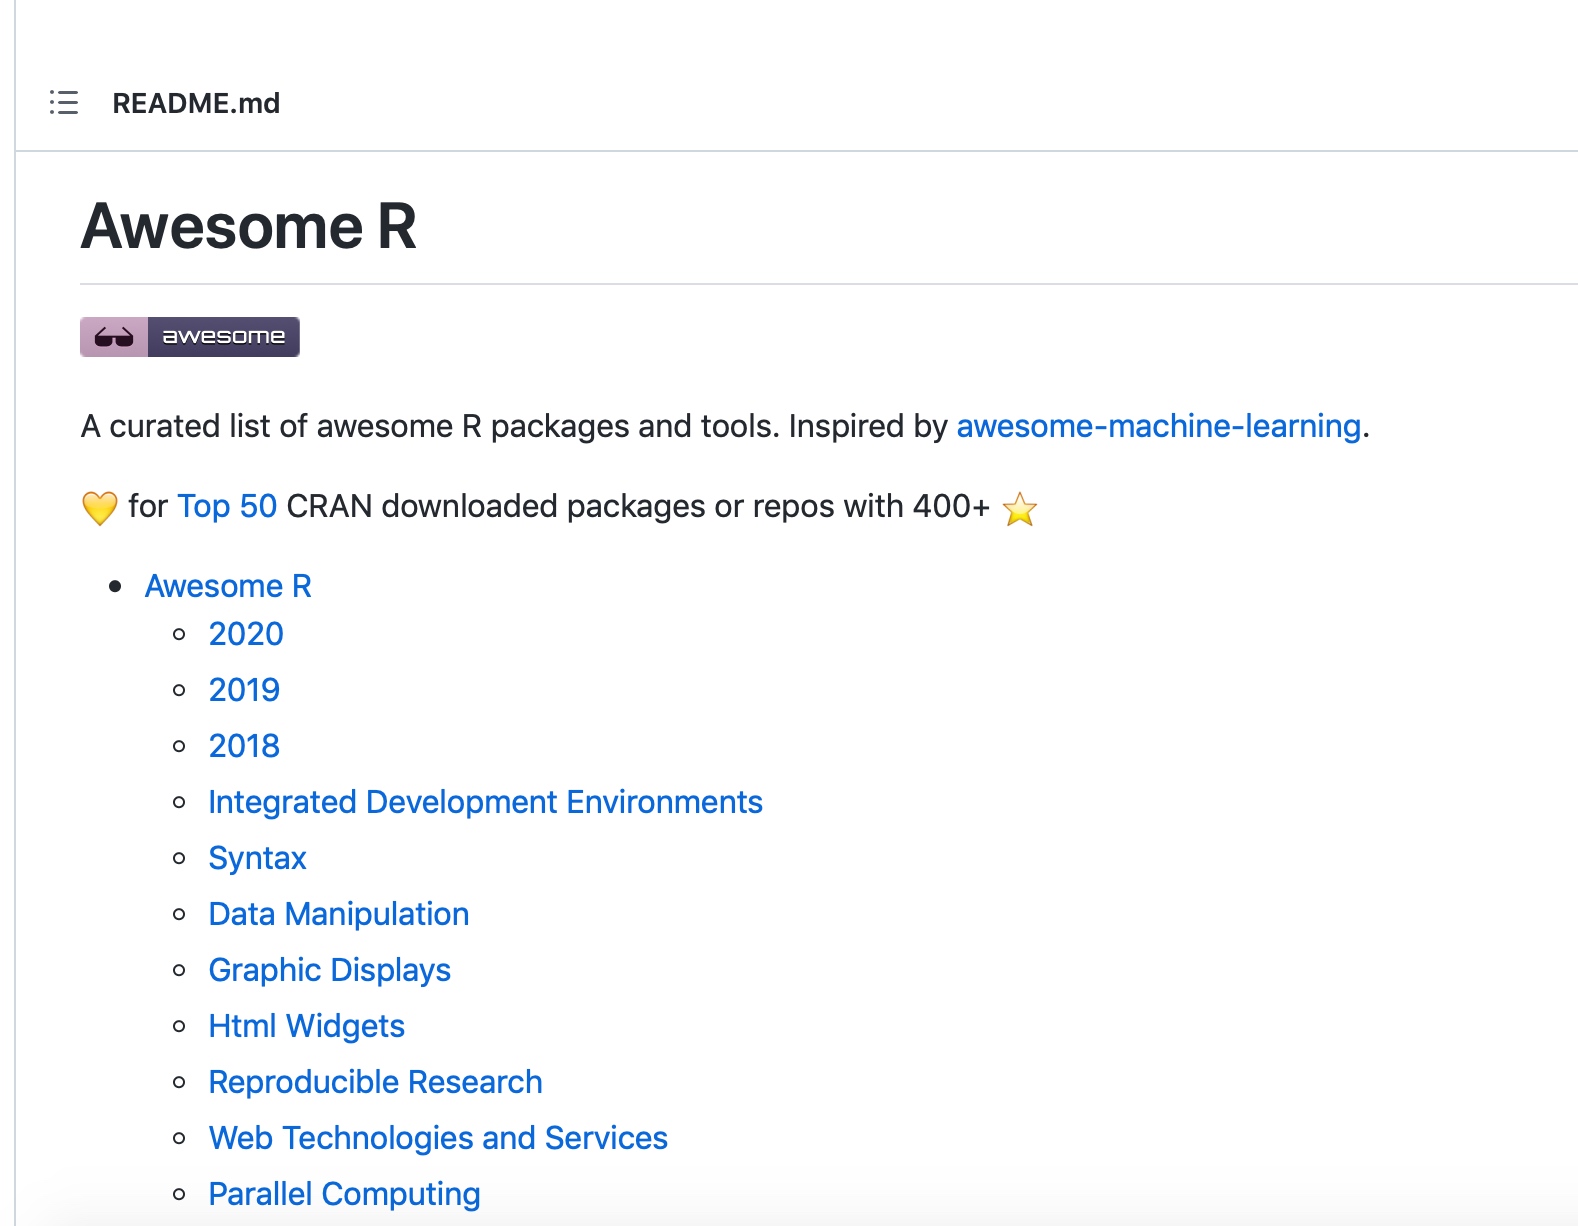 README.md
Awesome R
awesome
A curated list of awesome R packages and tools. Inspired by awesome-machine-learning.
💛 for Top 50 CRAN downloaded packages or repos with 400+ ⭐
Awesome R
2020
2019
2018
Integrated Development Environments
Syntax
Data Manipulation
Graphic Displays
Html Widgets
Reproducible Research
Web Technologies and Services
Parallel Computing